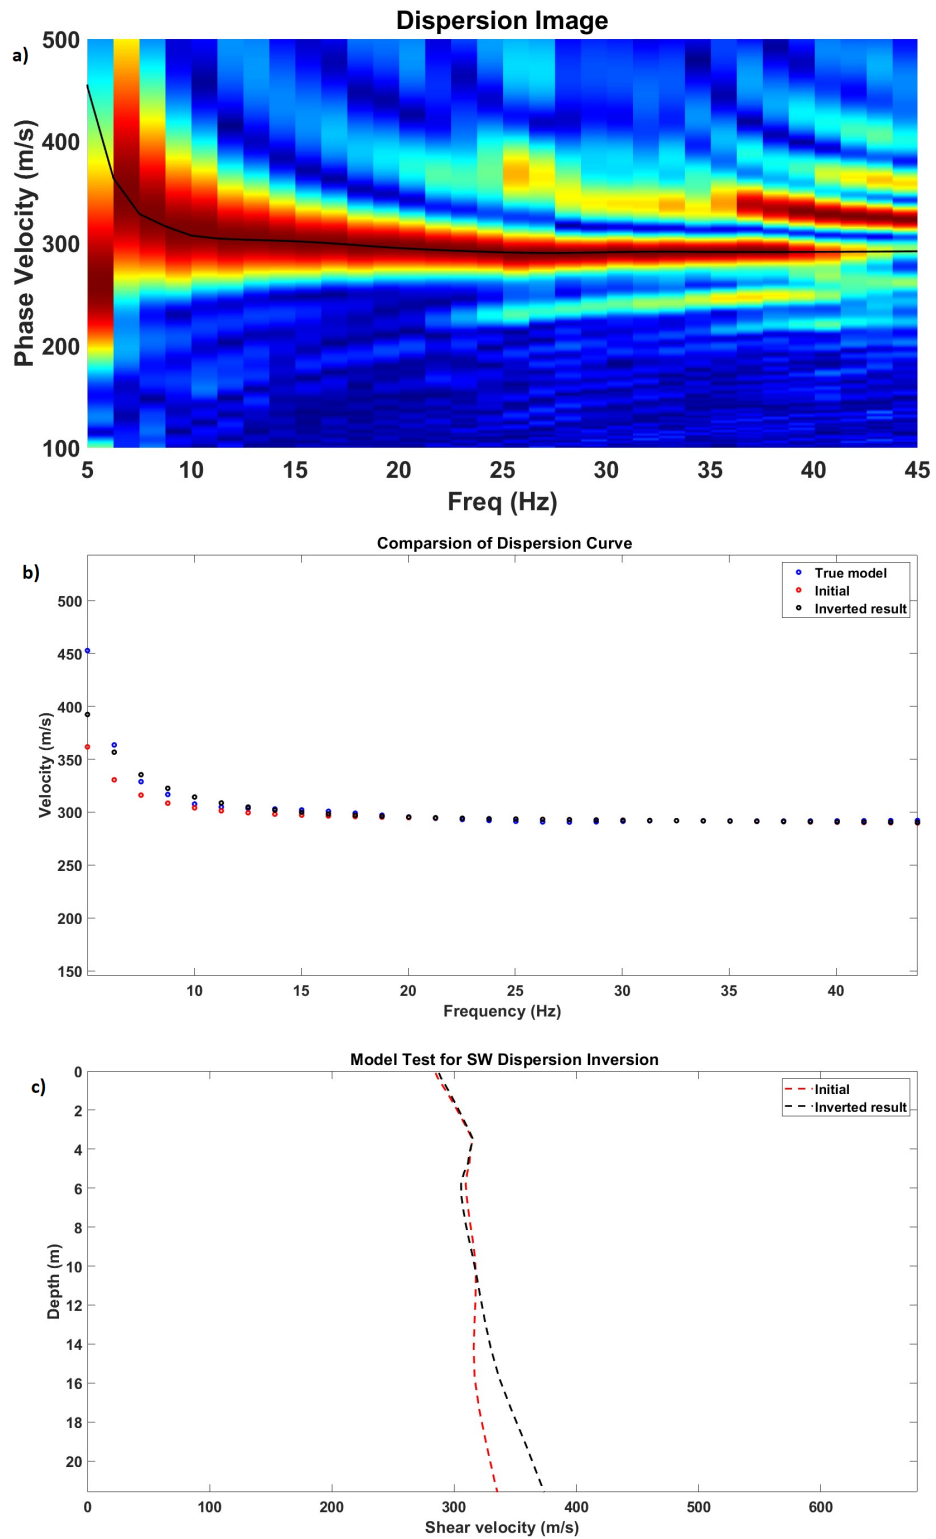 Dispersion Image
a)
Phase Velocity (m/s)
500
400
300
200
100
5 10 15 20 25 30 35 40 45
Freq (Hz)
Comparsion of Dispersion Curve
b)
True model
Initial
Inverted result
Velocity (m/s)
500
450
400
350
300
250
200
150
10 15 20 25 30 35 40
Frequency (Hz)
Model Test for SW Dispersion Inversion
c)
Initial
Inverted result
Depth (m)
0
2
4
6
8
10
12
14
16
18
20
0 100 200 300 400 500 600
Shear velocity (m/s)